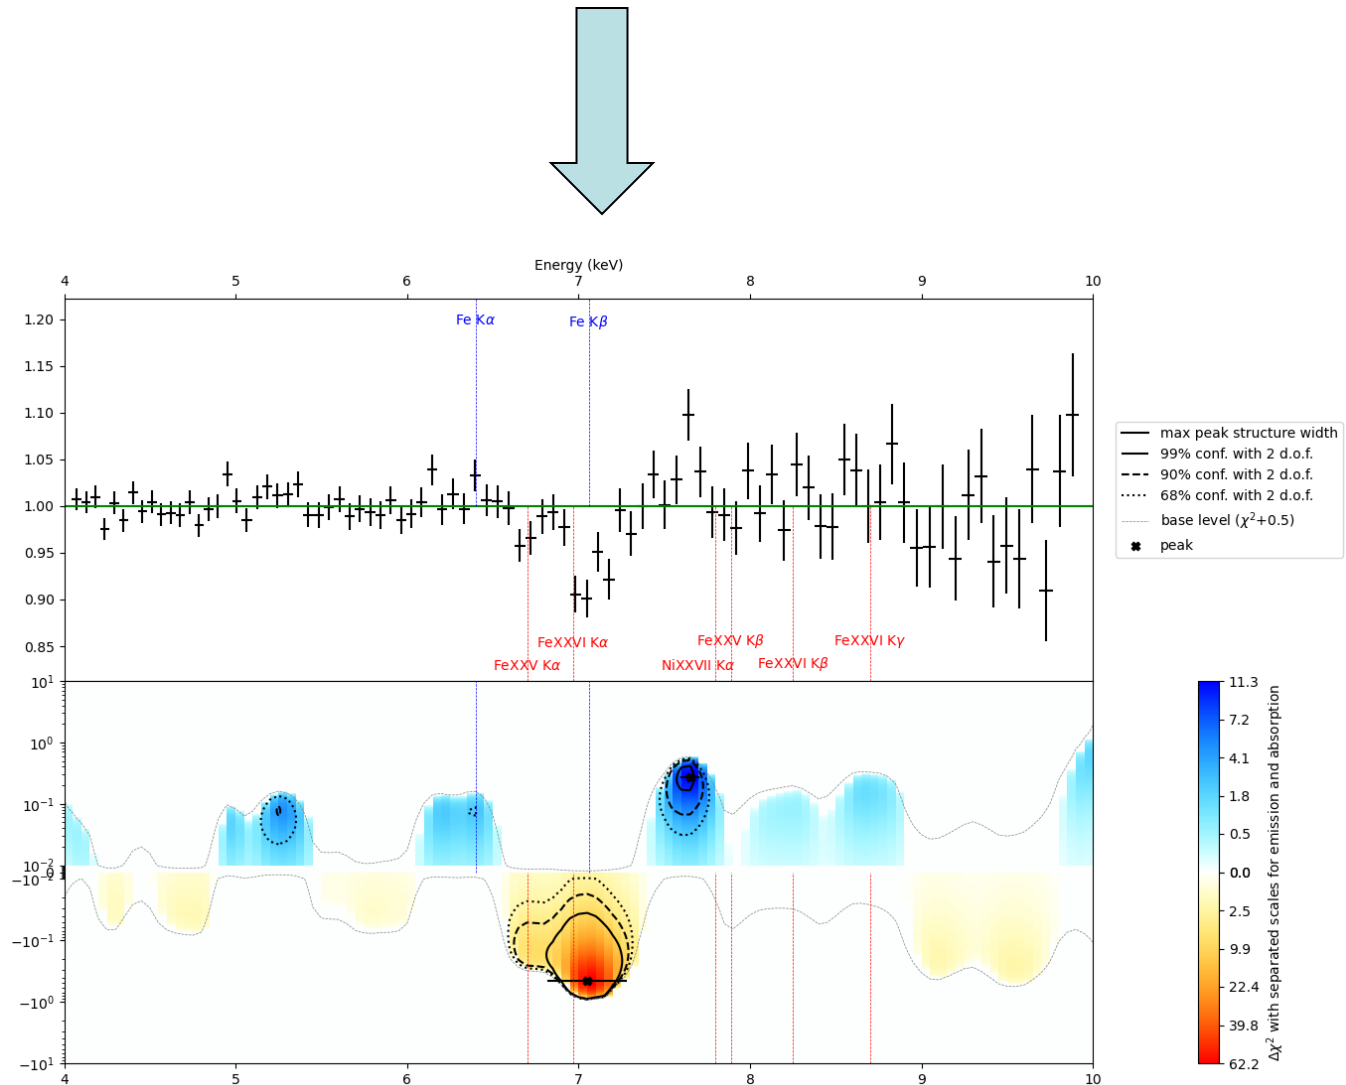 Energy (keV)
4 5 6 7 8 9 10
1.20
1.15
1.10
1.05
1.00
0.95
0.90
0.85
Fe Kα Fe Kβ
FeXXVI Kα FeXXV Kβ FeXXVI Kγ
FeXXV Kα NiXXVII Kα FeXXVI Kβ
max peak structure width
99% conf. with 2 d.o.f.
90% conf. with 2 d.o.f.
68% conf. with 2 d.o.f.
base level (χ²+0.5)
peak
10¹
10⁰
10⁻¹
10⁻²
0
−10⁻²
−10⁻¹
−10⁰
−10¹
4 5 6 7 8 9 10
11.3
7.2
4.1
1.8
0.5
0.0
2.5
9.9
22.4
39.8
62.2
Δχ² with separated scales for emission and absorption